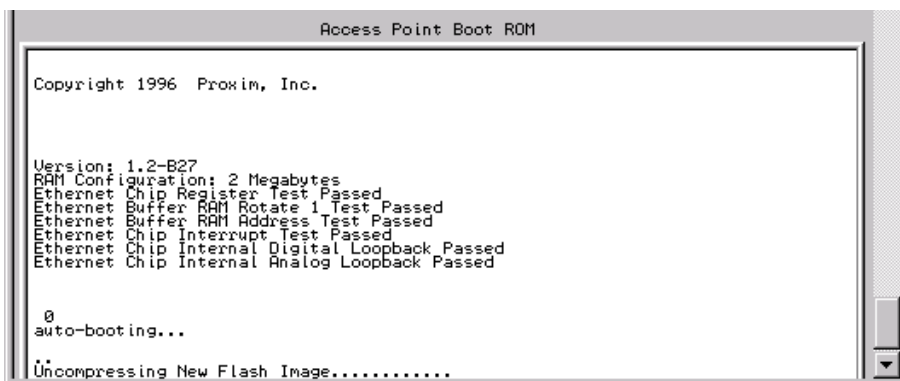 Access Point Boot ROM
Copyright 1996  Proxim, Inc.
Version: 1.2-B27
RAM Configuration: 2 Megabytes
Ethernet Chip Register Test Passed
Ethernet Buffer RAM Rotate 1 Test Passed
Ethernet Buffer RAM Address Test Passed
Ethernet Chip Interrupt Test Passed
Ethernet Chip Internal Digital Loopback Passed
Ethernet Chip Internal Analog Loopback Passed
0
auto-booting...
..
Uncompressing New Flash Image............